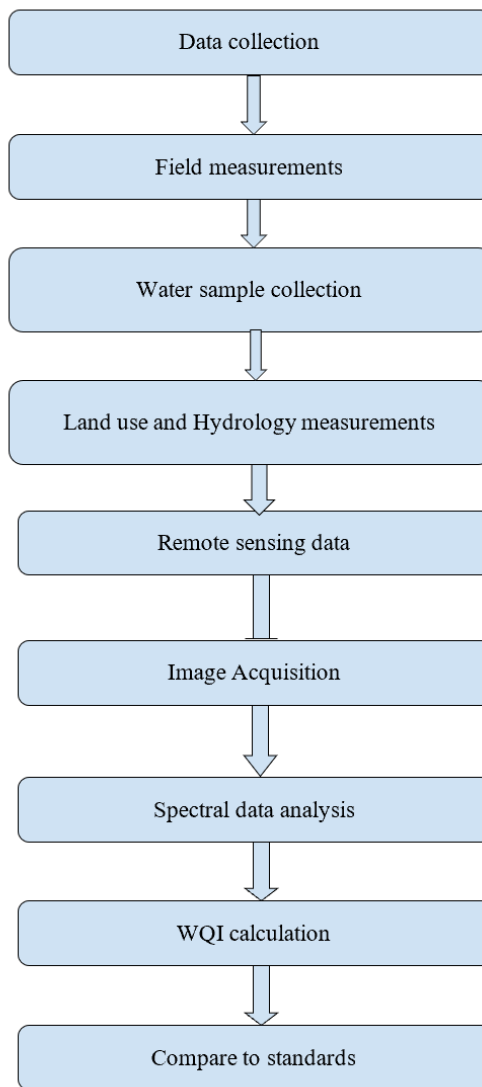 Data collection
Field measurements
Water sample collection
Land use and Hydrology measurements
Remote sensing data
Image Acquisition
Spectral data analysis
WQI calculation
Compare to standards